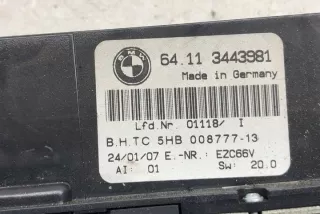 BMW
64.11 3443981
Made in Germany
Lfd.Nr. 01118/ I
B.H.TC 5HB 008777-13
24/01/07 E.-NR.: EZC66V
AI: 01 SW: 20.0